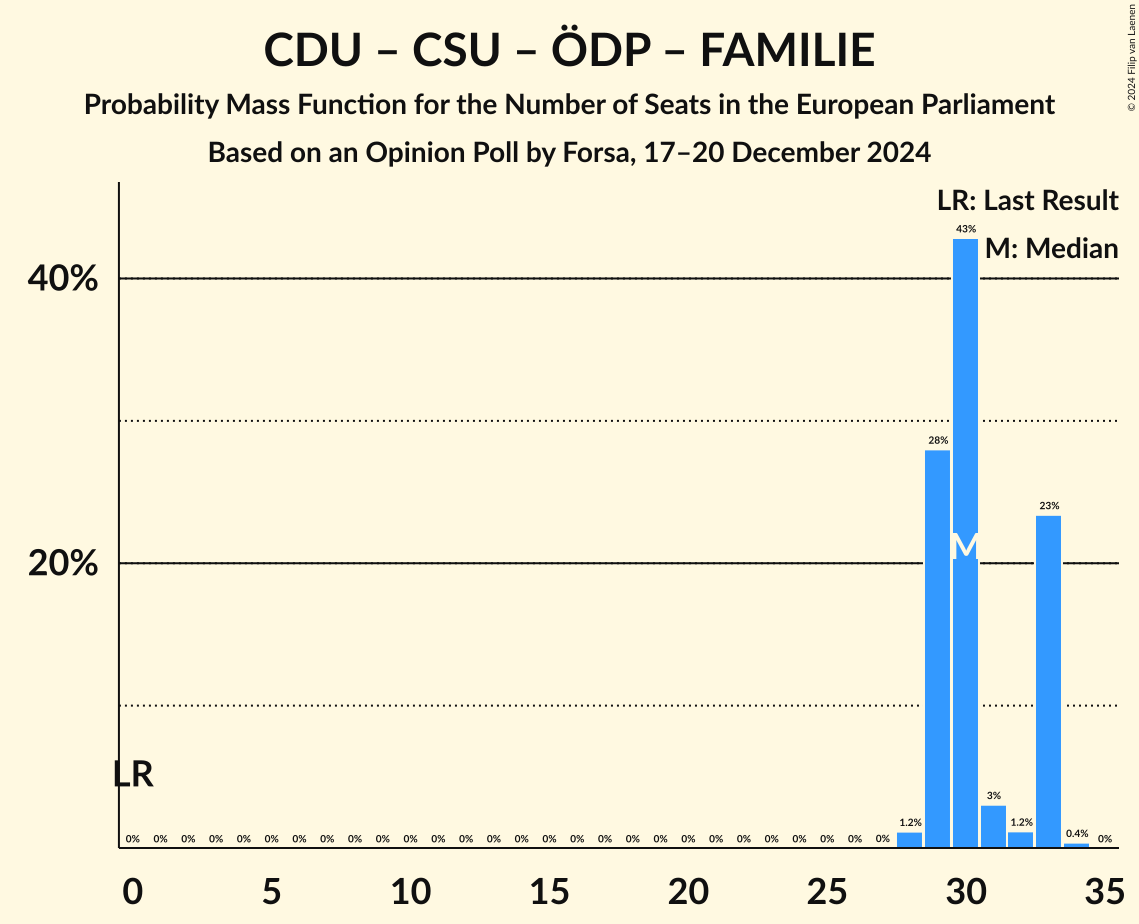 CDU – CSU – ÖDP – FAMILIE
Probability Mass Function for the Number of Seats in the European Parliament
Based on an Opinion Poll by Forsa, 17–20 December 2024
© 2024 Filip van Laenen
LR: Last Result
M: Median
40%
20%
43%
28%
23%
M
LR
0% 0% 0% 0% 0% 0% 0% 0% 0% 0% 0% 0% 0% 0% 0% 0% 0% 0% 0% 0% 0% 0% 0% 0% 0% 0% 0% 0% 1.2% 3% 1.2% 0.4% 0%
0 5 10 15 20 25 30 35